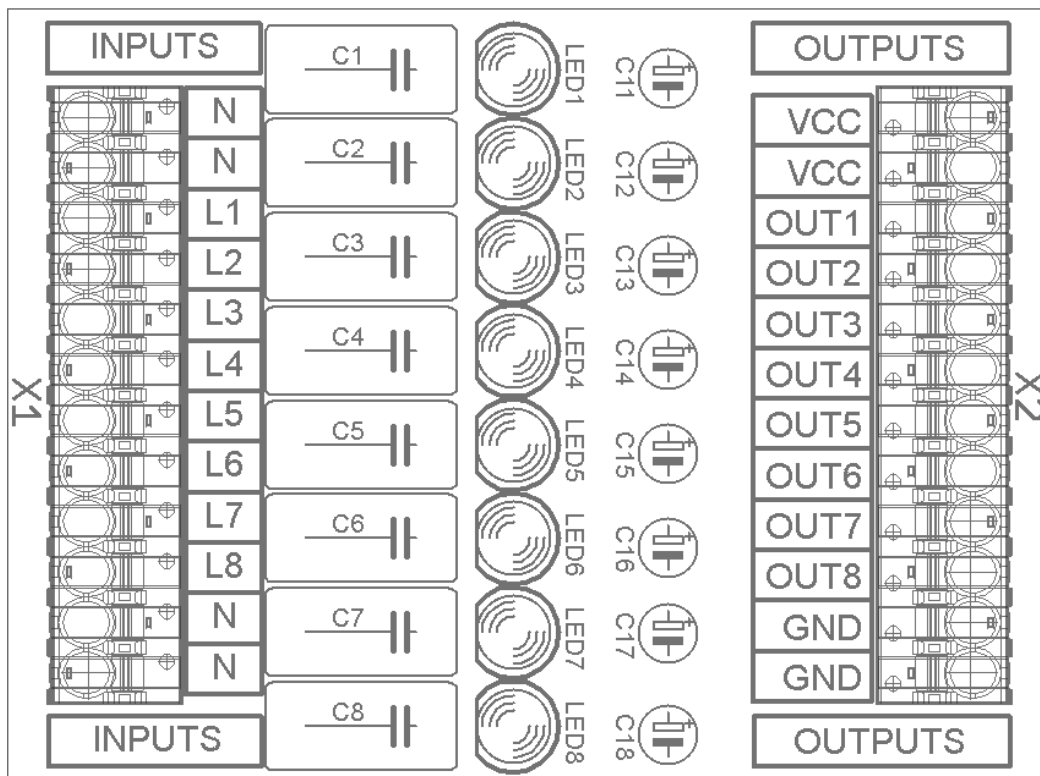 INPUTS
N
N
L1
L2
L3
L4
L5
L6
L7
L8
N
N
INPUTS
X1
C1
C2
C3
C4
C5
C6
C7
C8
LED1
LED2
LED3
LED4
LED5
LED6
LED7
LED8
C11
C12
C13
C14
C15
C16
C17
C18
OUTPUTS
VCC
VCC
OUT1
OUT2
OUT3
OUT4
OUT5
OUT6
OUT7
OUT8
GND
GND
OUTPUTS
X2